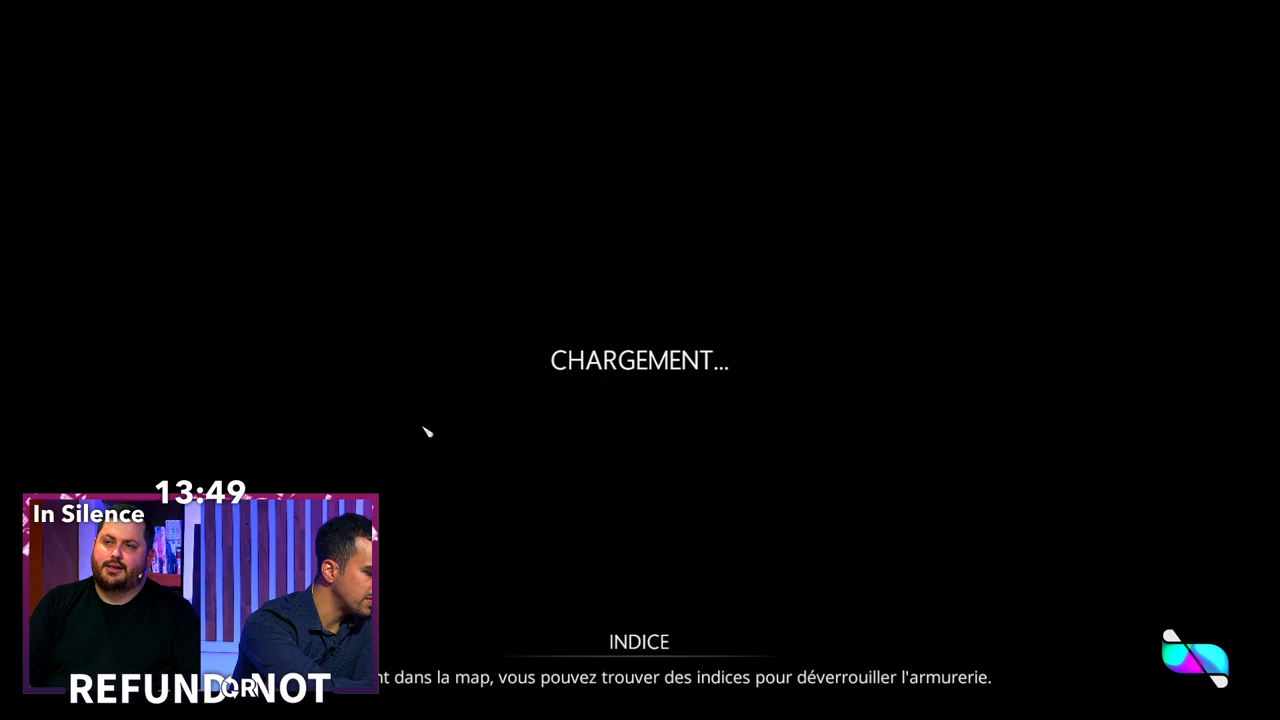 CHARGEMENT...
13:49
In Silence
INDICE
dans la map, vous pouvez trouver des indices pour déverrouiller l'armurerie.
REFUND OR NOT